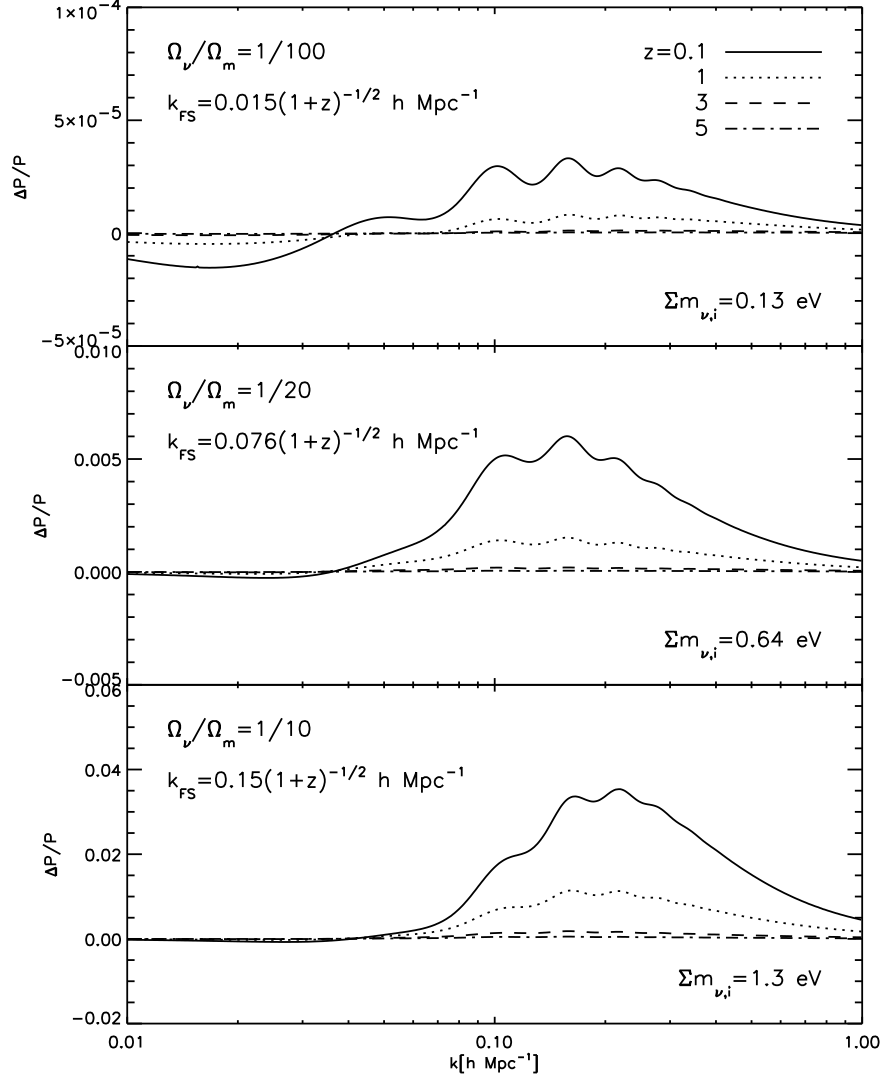 1×10⁻⁴
Ω_ν/Ω_m=1/100
z=0.1
1
k_FS=0.015(1+z)^−1/2 h Mpc⁻¹
3
5×10⁻⁵
5
ΔP/P
0
Σm_ν,i=0.13 eV
−5×10⁻⁵
0.010
Ω_ν/Ω_m=1/20
k_FS=0.076(1+z)^−1/2 h Mpc⁻¹
0.005
ΔP/P
0.000
Σm_ν,i=0.64 eV
−0.005
0.06
Ω_ν/Ω_m=1/10
0.04
k_FS=0.15(1+z)^−1/2 h Mpc⁻¹
ΔP/P
0.02
0.00
Σm_ν,i=1.3 eV
−0.02
0.01 0.10 1.00
k[h Mpc⁻¹]